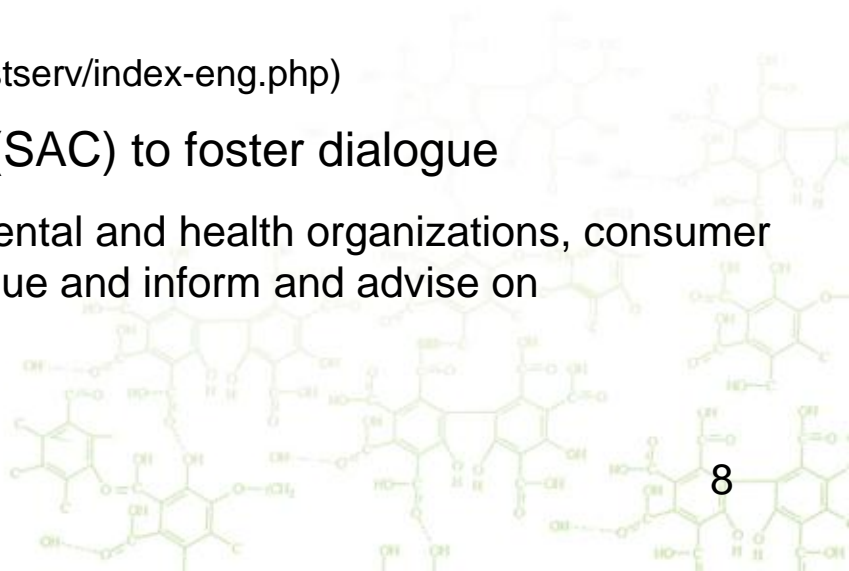 stserv/index-eng.php)
(SAC) to foster dialogue
ental and health organizations, consumer
ue and inform and advise on
8